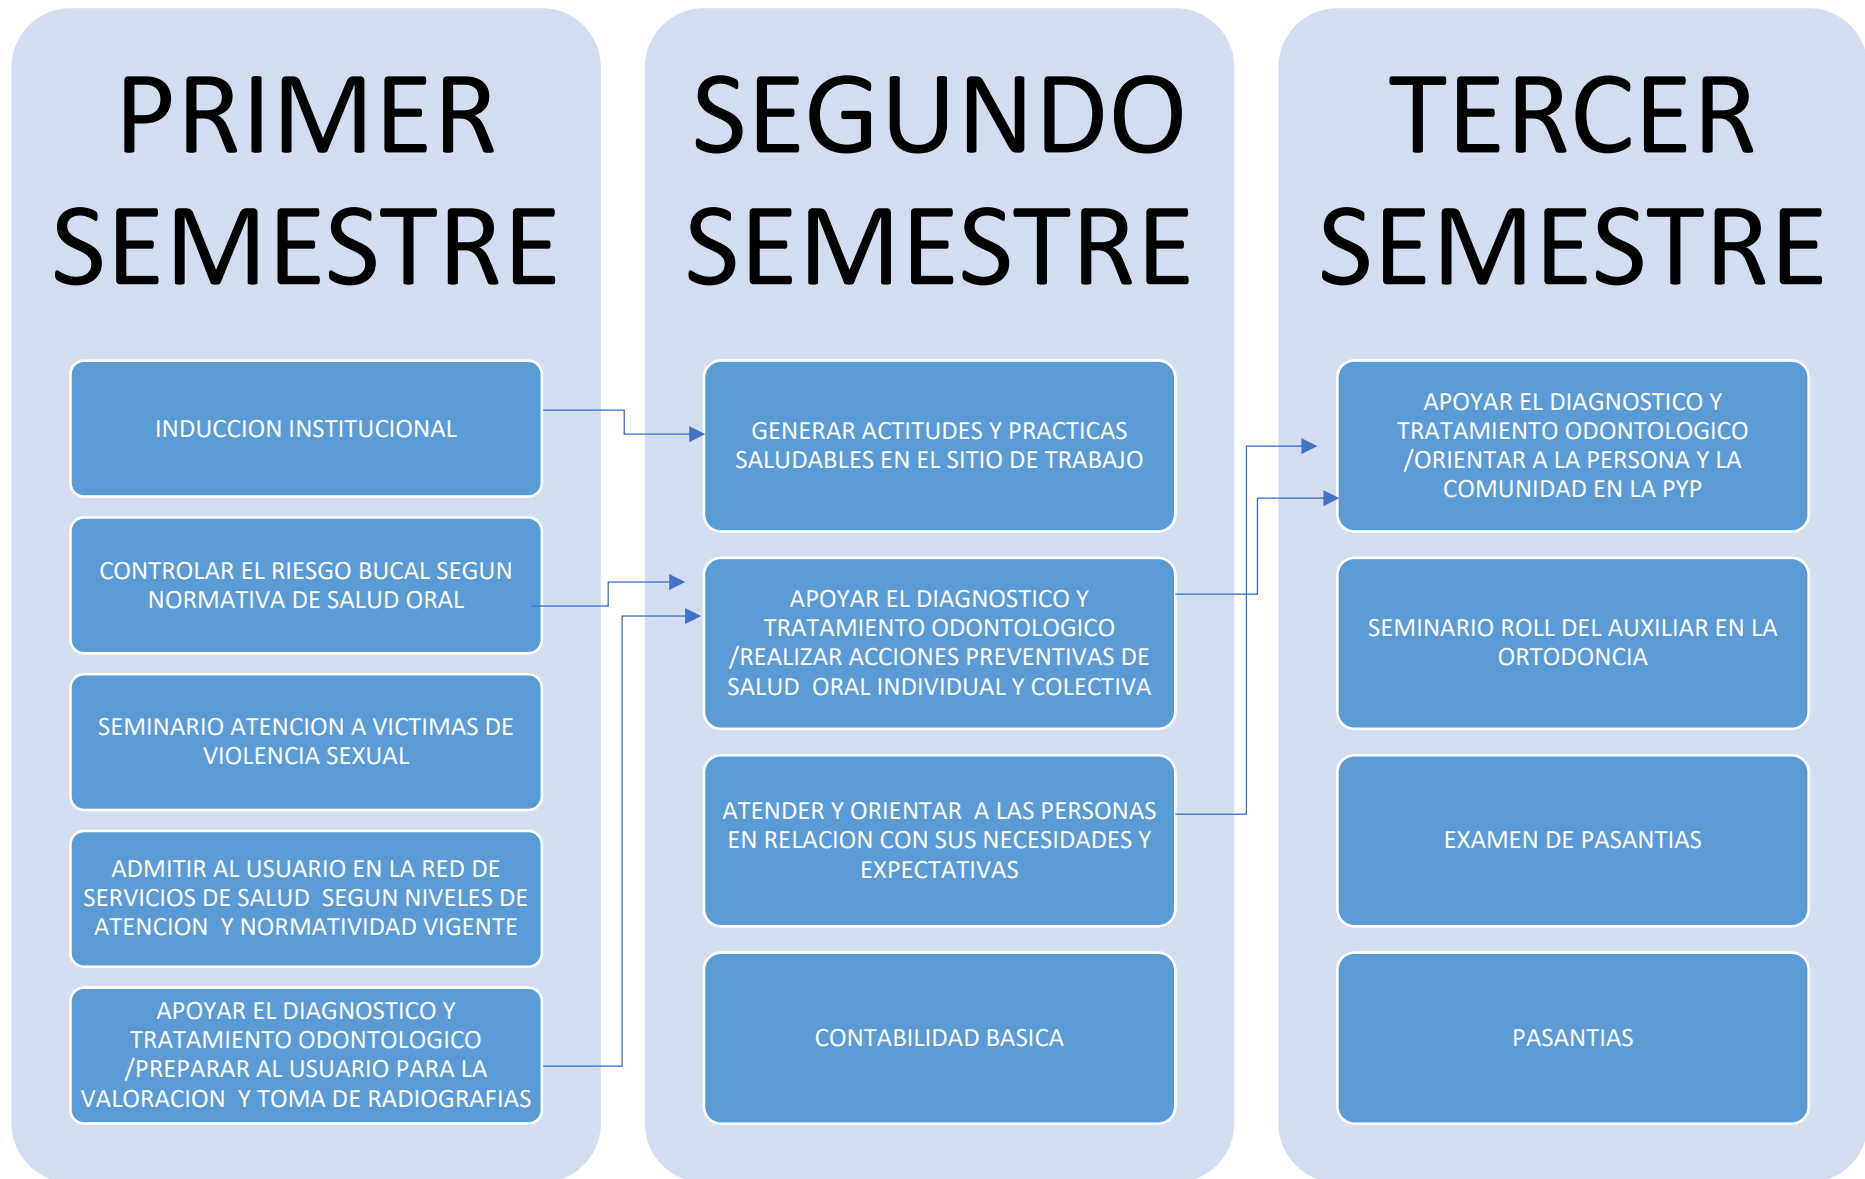 PRIMER
SEMESTRE
INDUCCION INSTITUCIONAL
CONTROLAR EL RIESGO BUCAL SEGUN
NORMATIVA DE SALUD ORAL
SEMINARIO ATENCION A VICTIMAS DE
VIOLENCIA SEXUAL
ADMITIR AL USUARIO EN LA RED DE
SERVICIOS DE SALUD SEGUN NIVELES DE
ATENCION Y NORMATIVIDAD VIGENTE
APOYAR EL DIAGNOSTICO Y
TRATAMIENTO ODONTOLOGICO
/PREPARAR AL USUARIO PARA LA
VALORACION Y TOMA DE RADIOGRAFIAS
SEGUNDO
SEMESTRE
GENERAR ACTITUDES Y PRACTICAS
SALUDABLES EN EL SITIO DE TRABAJO
APOYAR EL DIAGNOSTICO Y
TRATAMIENTO ODONTOLOGICO
/REALIZAR ACCIONES PREVENTIVAS DE
SALUD ORAL INDIVIDUAL Y COLECTIVA
ATENDER Y ORIENTAR A LAS PERSONAS
EN RELACION CON SUS NECESIDADES Y
EXPECTATIVAS
CONTABILIDAD BASICA
TERCER
SEMESTRE
APOYAR EL DIAGNOSTICO Y
TRATAMIENTO ODONTOLOGICO
/ORIENTAR A LA PERSONA Y LA
COMUNIDAD EN LA PYP
SEMINARIO ROLL DEL AUXILIAR EN LA
ORTODONCIA
EXAMEN DE PASANTIAS
PASANTIAS